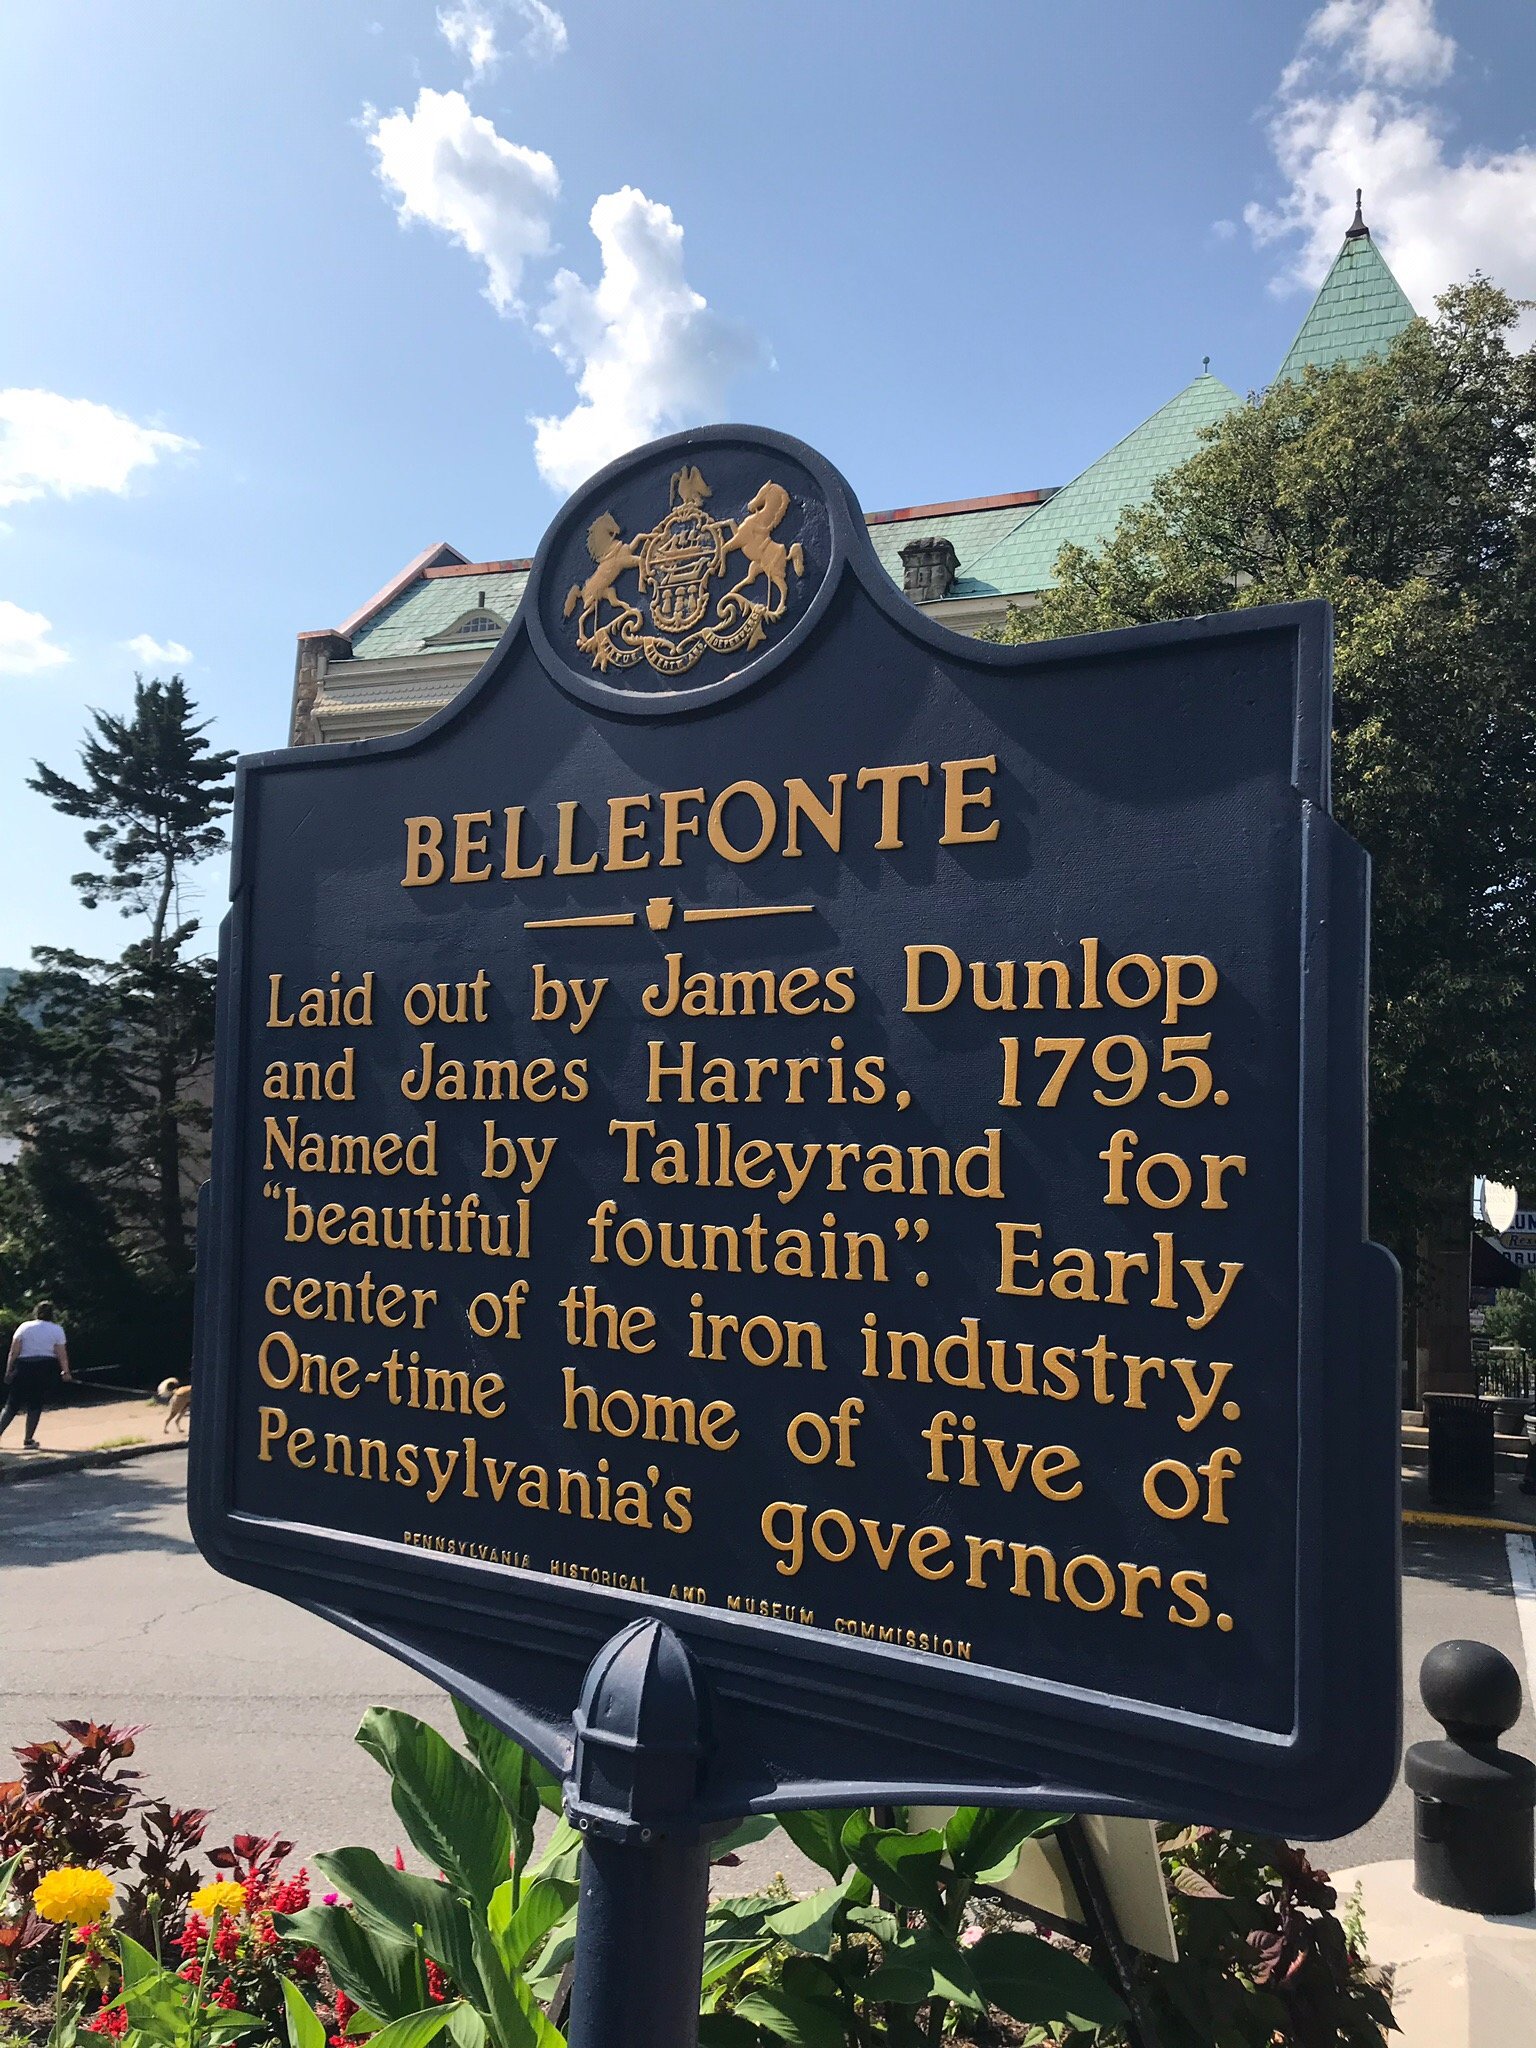 BELLEFONTE
Laid out by James Dunlop
and James Harris, 1795.
Named by Talleyrand for
“beautiful fountain”. Early
center of the iron industry.
One-time home of five of
Pennsylvania's governors.
PENNSYLVANIA HISTORICAL AND MUSEUM COMMISSION